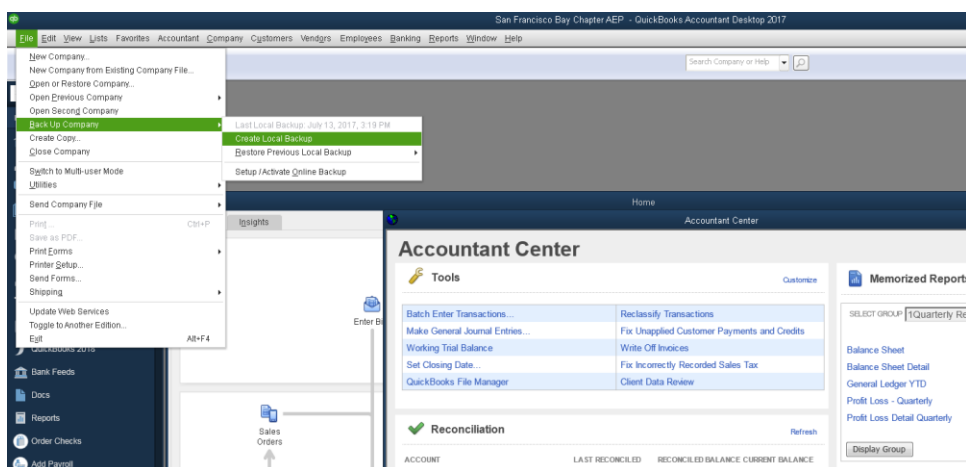 San Francisco Bay Chapter AEP - QuickBooks Accountant Desktop 2017
File Edit View Lists Favorites Accountant Company Customers Vendors Employees Banking Reports Window Help
Search Company or Help
New Company...
New Company from Existing Company File...
Open or Restore Company...
Open Previous Company
Open Second Company
Back Up Company
Create Copy...
Close Company
Switch to Multi-user Mode
Utilities
Send Company File
Print ... Ctrl+P
Save as PDF...
Print Forms
Printer Setup...
Send Forms...
Shipping
Update Web Services
Toggle to Another Edition...
Exit Alt+F4
Last Local Backup: July 13, 2017, 3:19 PM
Create Local Backup
Restore Previous Local Backup
Setup / Activate Online Backup
QuickBooks 2018
Bank Feeds
Docs
Reports
Order Checks
Add Payroll
Home
Insights
Enter Bi
Sales
Orders
Accountant Center
Accountant Center
Tools
Customize
Batch Enter Transactions... Reclassify Transactions
Make General Journal Entries... Fix Unapplied Customer Payments and Credits
Working Trial Balance Write Off Invoices
Set Closing Date... Fix Incorrectly Recorded Sales Tax
QuickBooks File Manager Client Data Review
Reconciliation
Refresh
ACCOUNT LAST RECONCILED RECONCILED BALANCE CURRENT BALANCE
Memorized Reports
SELECT GROUP 1Quarterly Re
Balance Sheet
Balance Sheet Detail
General Ledger YTD
Profit Loss - Quarterly
Profit Loss Detail Quarterly
Display Group